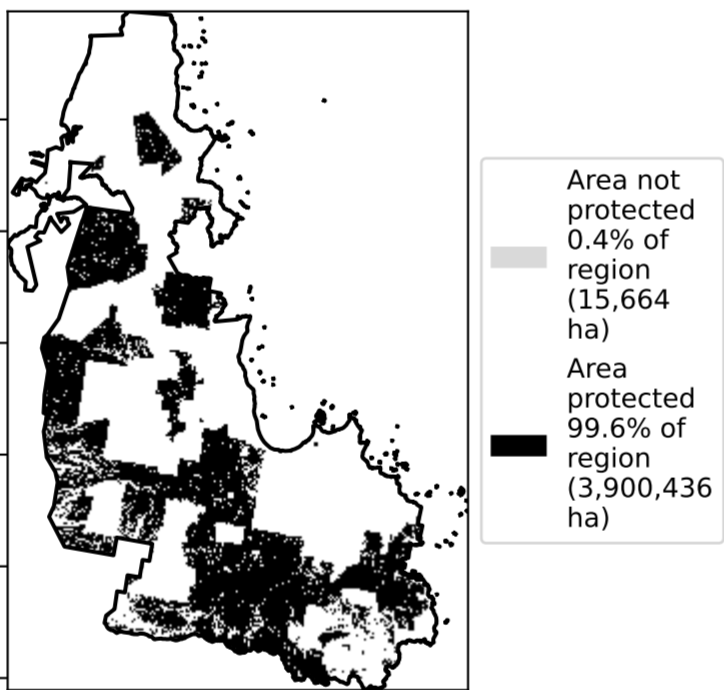 Area not
protected
0.4% of
region
(15,664
ha)
Area
protected
99.6% of
region
(3,900,436
ha)